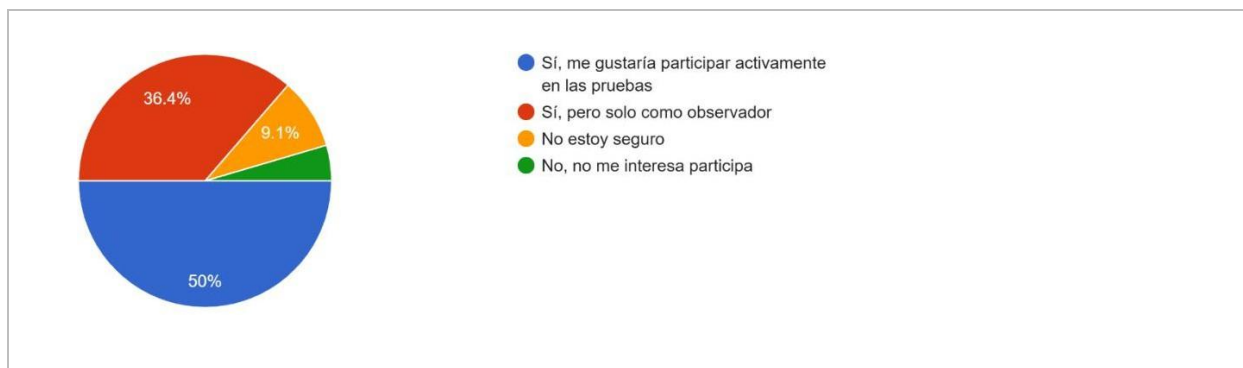 36.4%
9.1%
50%
Sí, me gustaría participar activamente
en las pruebas
Sí, pero solo como observador
No estoy seguro
No, no me interesa participa